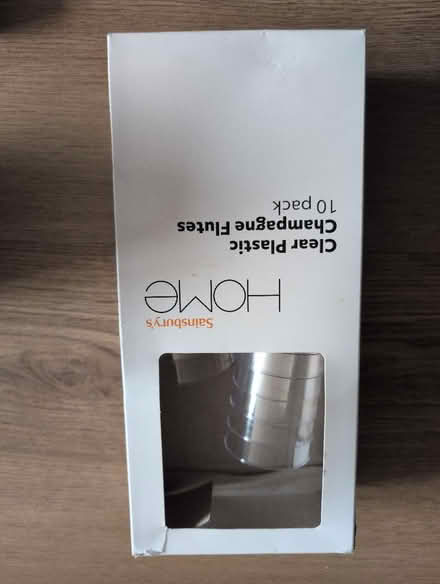 Sainsbury's
HOME
Clear Plastic
Champagne Flutes
10 pack